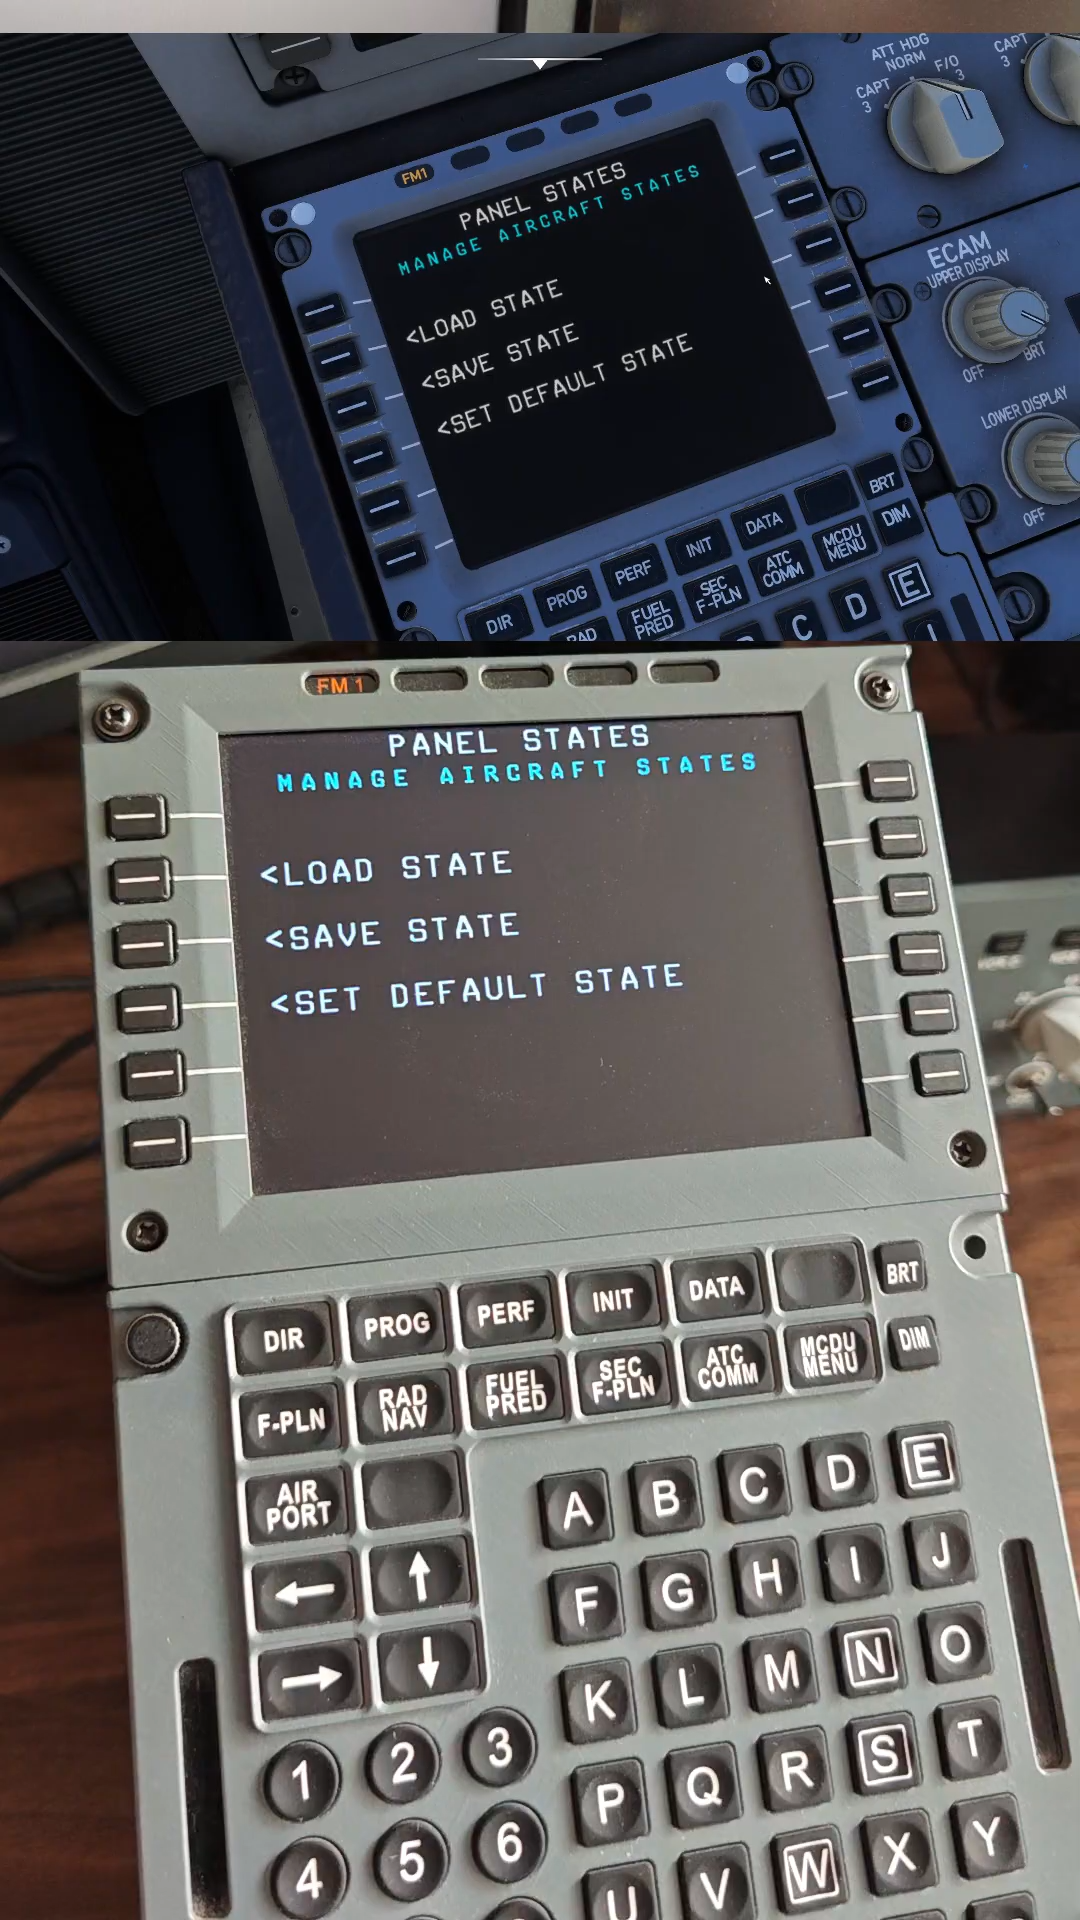 ATT HDG
NORM
CAPT
3
F/O
3
CAPT
3
FM1
PANEL STATES
MANAGE AIRCRAFT STATES
<LOAD STATE
<SAVE STATE
<SET DEFAULT STATE
ECAM
UPPER DISPLAY
OFF
BRT
LOWER DISPLAY
OFF
DIR
PROG
PERF
INIT
DATA
BRT
RAD
FUEL
PRED
SEC
F-PLN
ATC
COMM
MCDU
MENU
DIM
C
D
E
FM 1
PANEL STATES
MANAGE AIRCRAFT STATES
<LOAD STATE
<SAVE STATE
<SET DEFAULT STATE
DIR
PROG
PERF
INIT
DATA
BRT
F-PLN
RAD
NAV
FUEL
PRED
SEC
F-PLN
ATC
COMM
MCDU
MENU
DIM
AIR
PORT
A B C D E
F G H I J
K L M N O
P Q R S T
U V W X Y
1 2 3
4 5 6